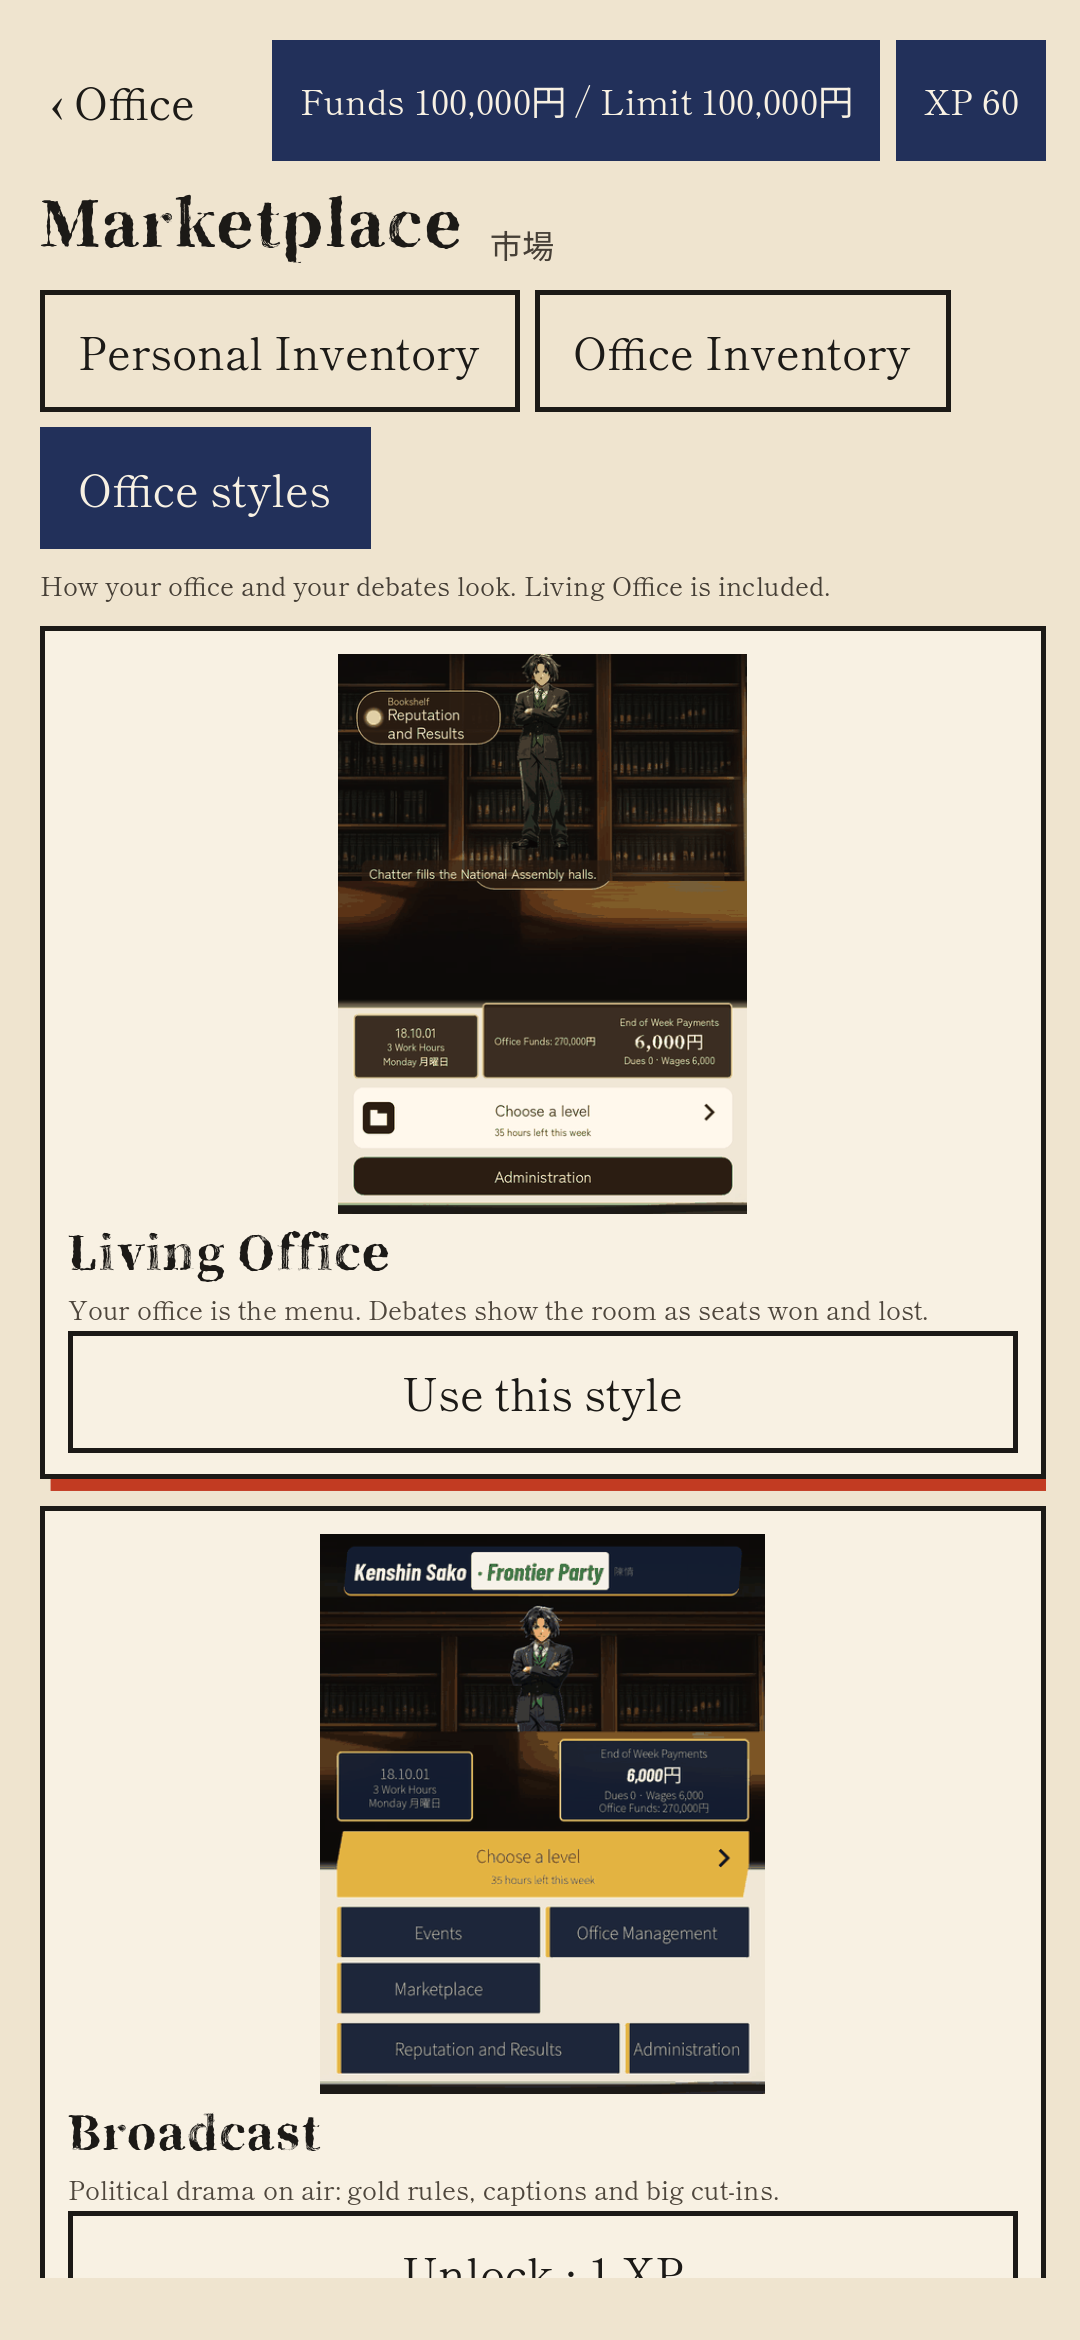 ‹ Office
Funds 100,000円 / Limit 100,000円
XP 60
Marketplace 市場
Personal Inventory
Office Inventory
Office styles
How your office and your debates look. Living Office is included.
Bookshelf
Reputation
and Results
Chatter fills the National Assembly halls.
18.10.01
3 Work Hours
Monday 月曜日
Office Funds: 270,000円
End of Week Payments
6,000円
Dues 0 · Wages 6,000
Choose a level
35 hours left this week
Administration
Living Office
Your office is the menu. Debates show the room as seats won and lost.
Use this style
Kenshin Sako · Frontier Party 陳情
18.10.01
3 Work Hours
Monday 月曜日
End of Week Payments
6,000円
Dues 0 · Wages 6,000
Office Funds: 270,000円
Choose a level
35 hours left this week
Events
Office Management
Marketplace
Reputation and Results
Administration
Broadcast
Political drama on air: gold rules, captions and big cut-ins.
Unlock · 1 XP